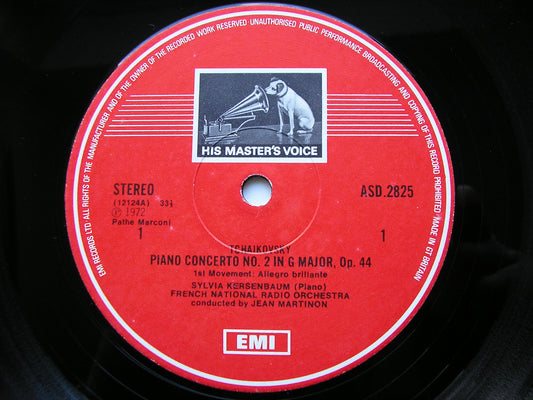 EMI RECORDS LTD ALL RIGHTS OF THE MANUFACTURER AND OF THE OWNER OF THE RECORDED WORK RESERVED · UNAUTHORISED PUBLIC PERFORMANCE BROADCASTING AND COPYING OF THIS RECORD PROHIBITED · MADE IN GT BRITAIN
HIS MASTER'S VOICE
STEREO
ASD.2825
(12124A) 33⅓
Ⓟ 1972
Pathe Marconi
1
1
TCHAIKOVSKY
PIANO CONCERTO NO. 2 IN G MAJOR, Op. 44
1st Movement: Allegro brillante
SYLVIA KERSENBAUM (Piano)
FRENCH NATIONAL RADIO ORCHESTRA
conducted by JEAN MARTINON
EMI